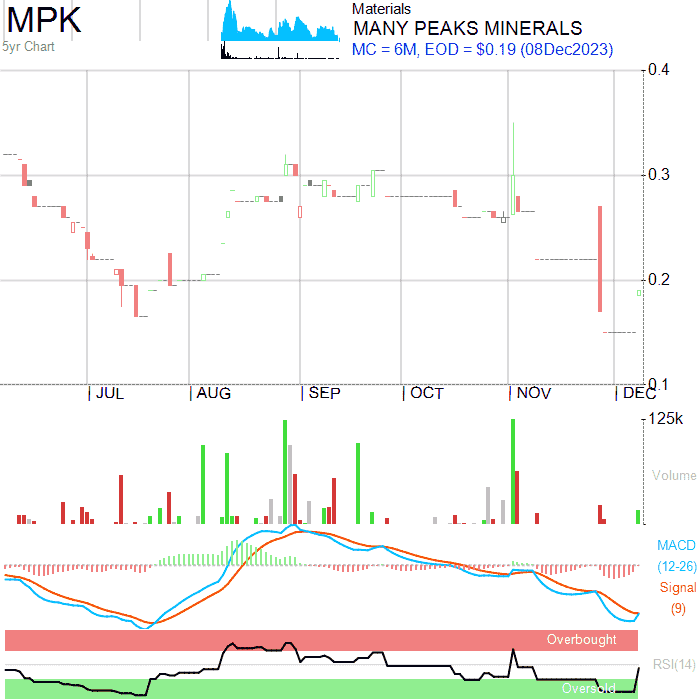 MPK
Materials
MANY PEAKS MINERALS
5yr Chart
MC = 6M, EOD = $0.19 (08Dec2023)
0.4
0.3
0.2
0.1
JUL
AUG
SEP
OCT
NOV
DEC
125k
Volume
MACD
(12-26)
Signal
(9)
Overbought
RSI(14)
Oversold